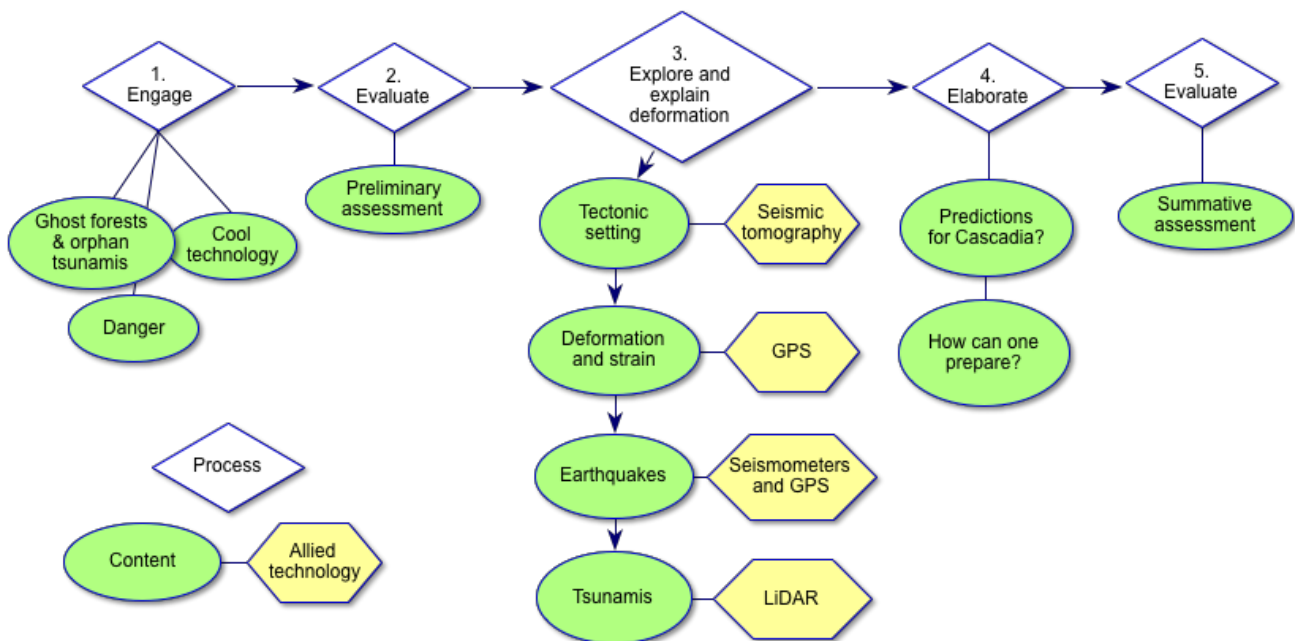 1.
Engage
2.
Evaluate
3.
Explore and
explain
deformation
4.
Elaborate
5.
Evaluate
Ghost forests
& orphan
tsunamis
Cool
technology
Danger
Preliminary
assessment
Tectonic
setting
Seismic
tomography
Deformation
and strain
GPS
Earthquakes
Seismometers
and GPS
Tsunamis
LiDAR
Predictions
for Cascadia?
How can one
prepare?
Summative
assessment
Process
Content
Allied
technology